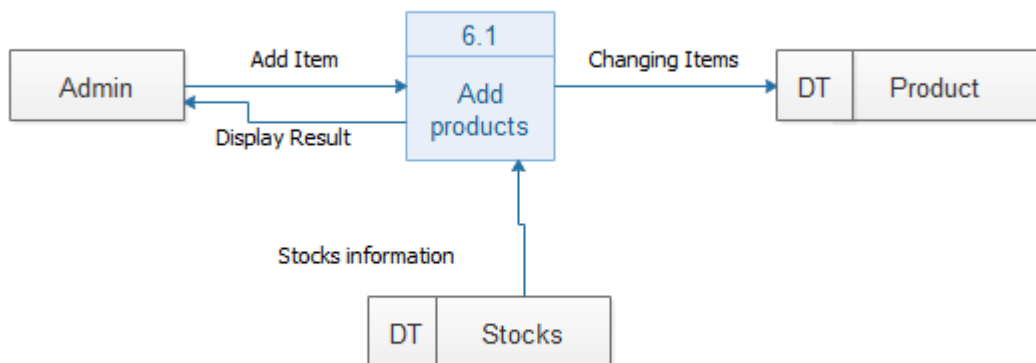 6.1
Admin
Add Item
Display Result
Add
products
Changing Items
DT
Product
Stocks information
DT
Stocks